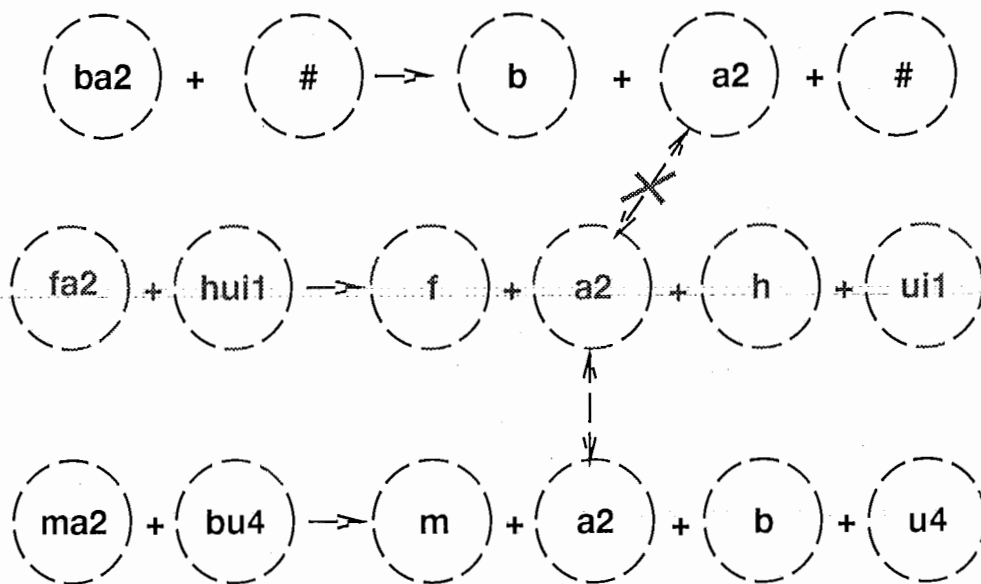 ba2 + # b + a2 + #
fa2 + hui1 f + a2 + h + ui1
ma2 + bu4 m + a2 + b + u4